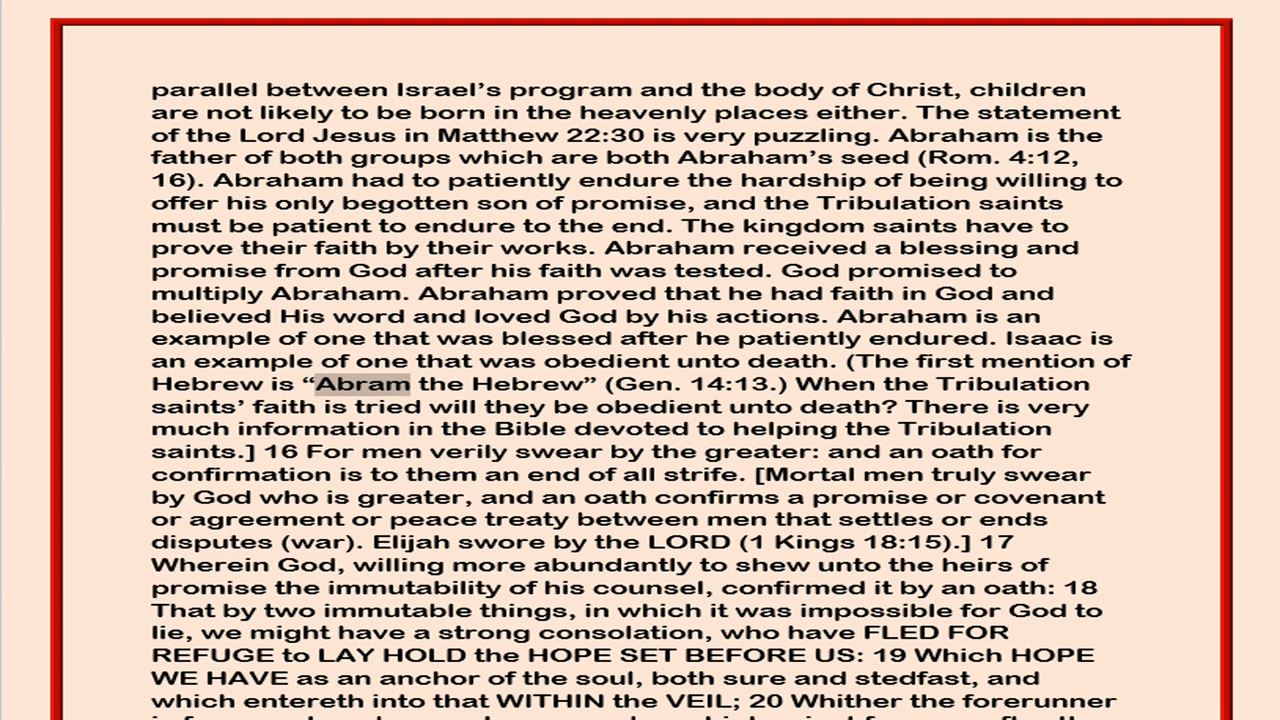 parallel between Israel’s program and the body of Christ, children
are not likely to be born in the heavenly places either. The statement
of the Lord Jesus in Matthew 22:30 is very puzzling. Abraham is the
father of both groups which are both Abraham’s seed (Rom. 4:12,
16). Abraham had to patiently endure the hardship of being willing to
offer his only begotten son of promise, and the Tribulation saints
must be patient to endure to the end. The kingdom saints have to
prove their faith by their works. Abraham received a blessing and
promise from God after his faith was tested. God promised to
multiply Abraham. Abraham proved that he had faith in God and
believed His word and loved God by his actions. Abraham is an
example of one that was blessed after he patiently endured. Isaac is
an example of one that was obedient unto death. (The first mention of
Hebrew is “Abram the Hebrew” (Gen. 14:13.) When the Tribulation
saints’ faith is tried will they be obedient unto death? There is very
much information in the Bible devoted to helping the Tribulation
saints.] 16 For men verily swear by the greater: and an oath for
confirmation is to them an end of all strife. [Mortal men truly swear
by God who is greater, and an oath confirms a promise or covenant
or agreement or peace treaty between men that settles or ends
disputes (war). Elijah swore by the LORD (1 Kings 18:15).] 17
Wherein God, willing more abundantly to shew unto the heirs of
promise the immutability of his counsel, confirmed it by an oath: 18
That by two immutable things, in which it was impossible for God to
lie, we might have a strong consolation, who have FLED FOR
REFUGE to LAY HOLD the HOPE SET BEFORE US: 19 Which HOPE
WE HAVE as an anchor of the soul, both sure and stedfast, and
which entereth into that WITHIN the VEIL; 20 Whither the forerunner